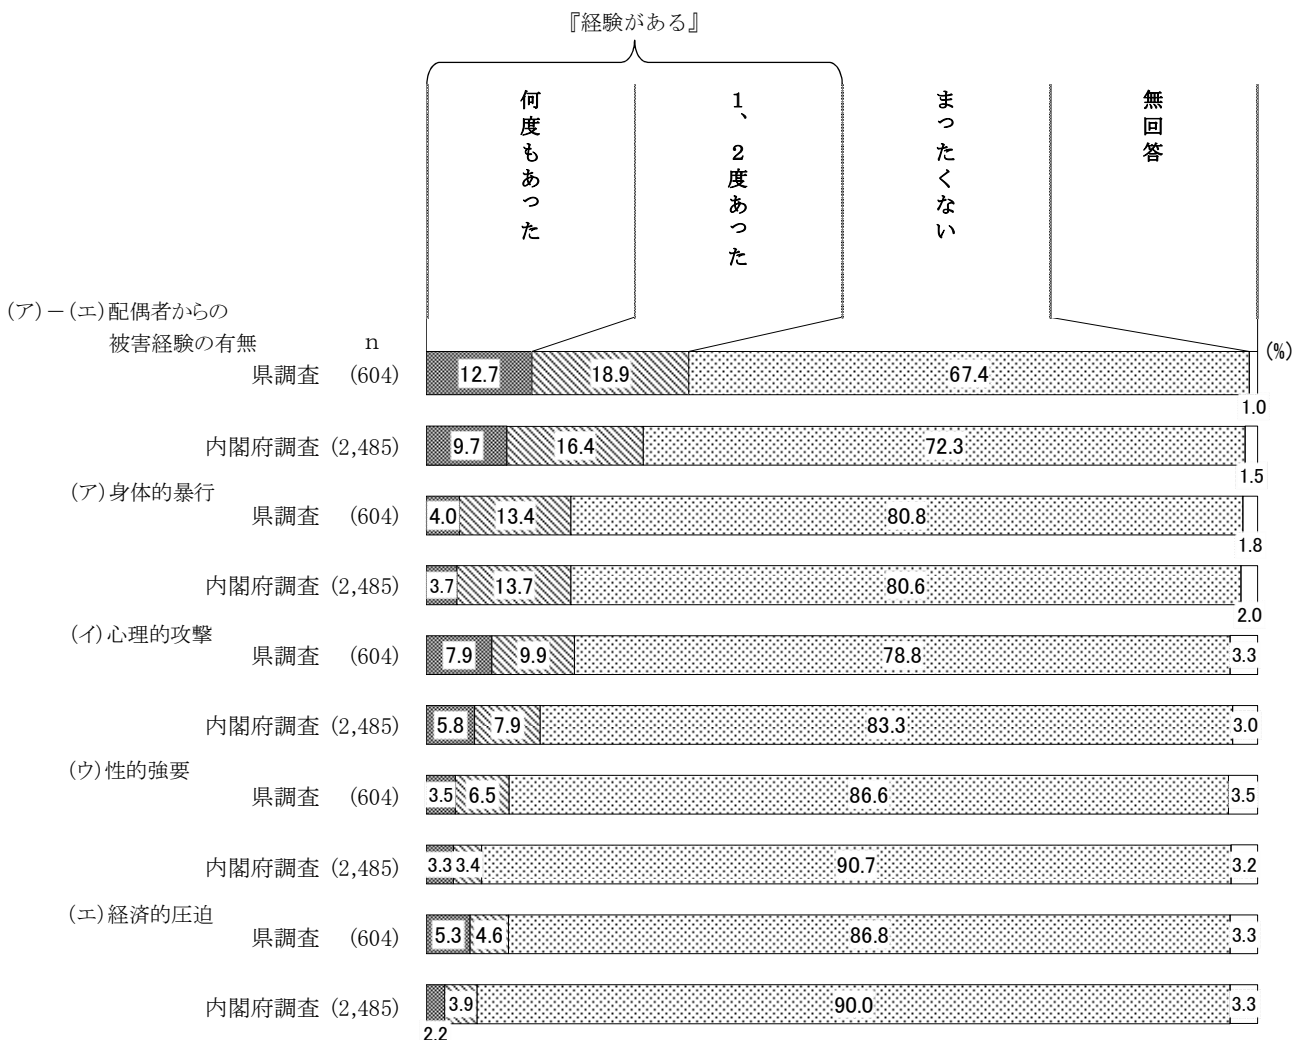 『経験がある』
何度もあった
1、2度あった
まったくない
無回答
(ア)－(エ)配偶者からの
被害経験の有無 n
(%)
県調査 (604) 12.7 18.9 67.4 1.0
内閣府調査 (2,485) 9.7 16.4 72.3 1.5
(ア)身体的暴行
県調査 (604) 4.0 13.4 80.8 1.8
内閣府調査 (2,485) 3.7 13.7 80.6 2.0
(イ)心理的攻撃
県調査 (604) 7.9 9.9 78.8 3.3
内閣府調査 (2,485) 5.8 7.9 83.3 3.0
(ウ)性的強要
県調査 (604) 3.5 6.5 86.6 3.5
内閣府調査 (2,485) 3.3 3.4 90.7 3.2
(エ)経済的圧迫
県調査 (604) 5.3 4.6 86.8 3.3
内閣府調査 (2,485) 2.2 3.9 90.0 3.3